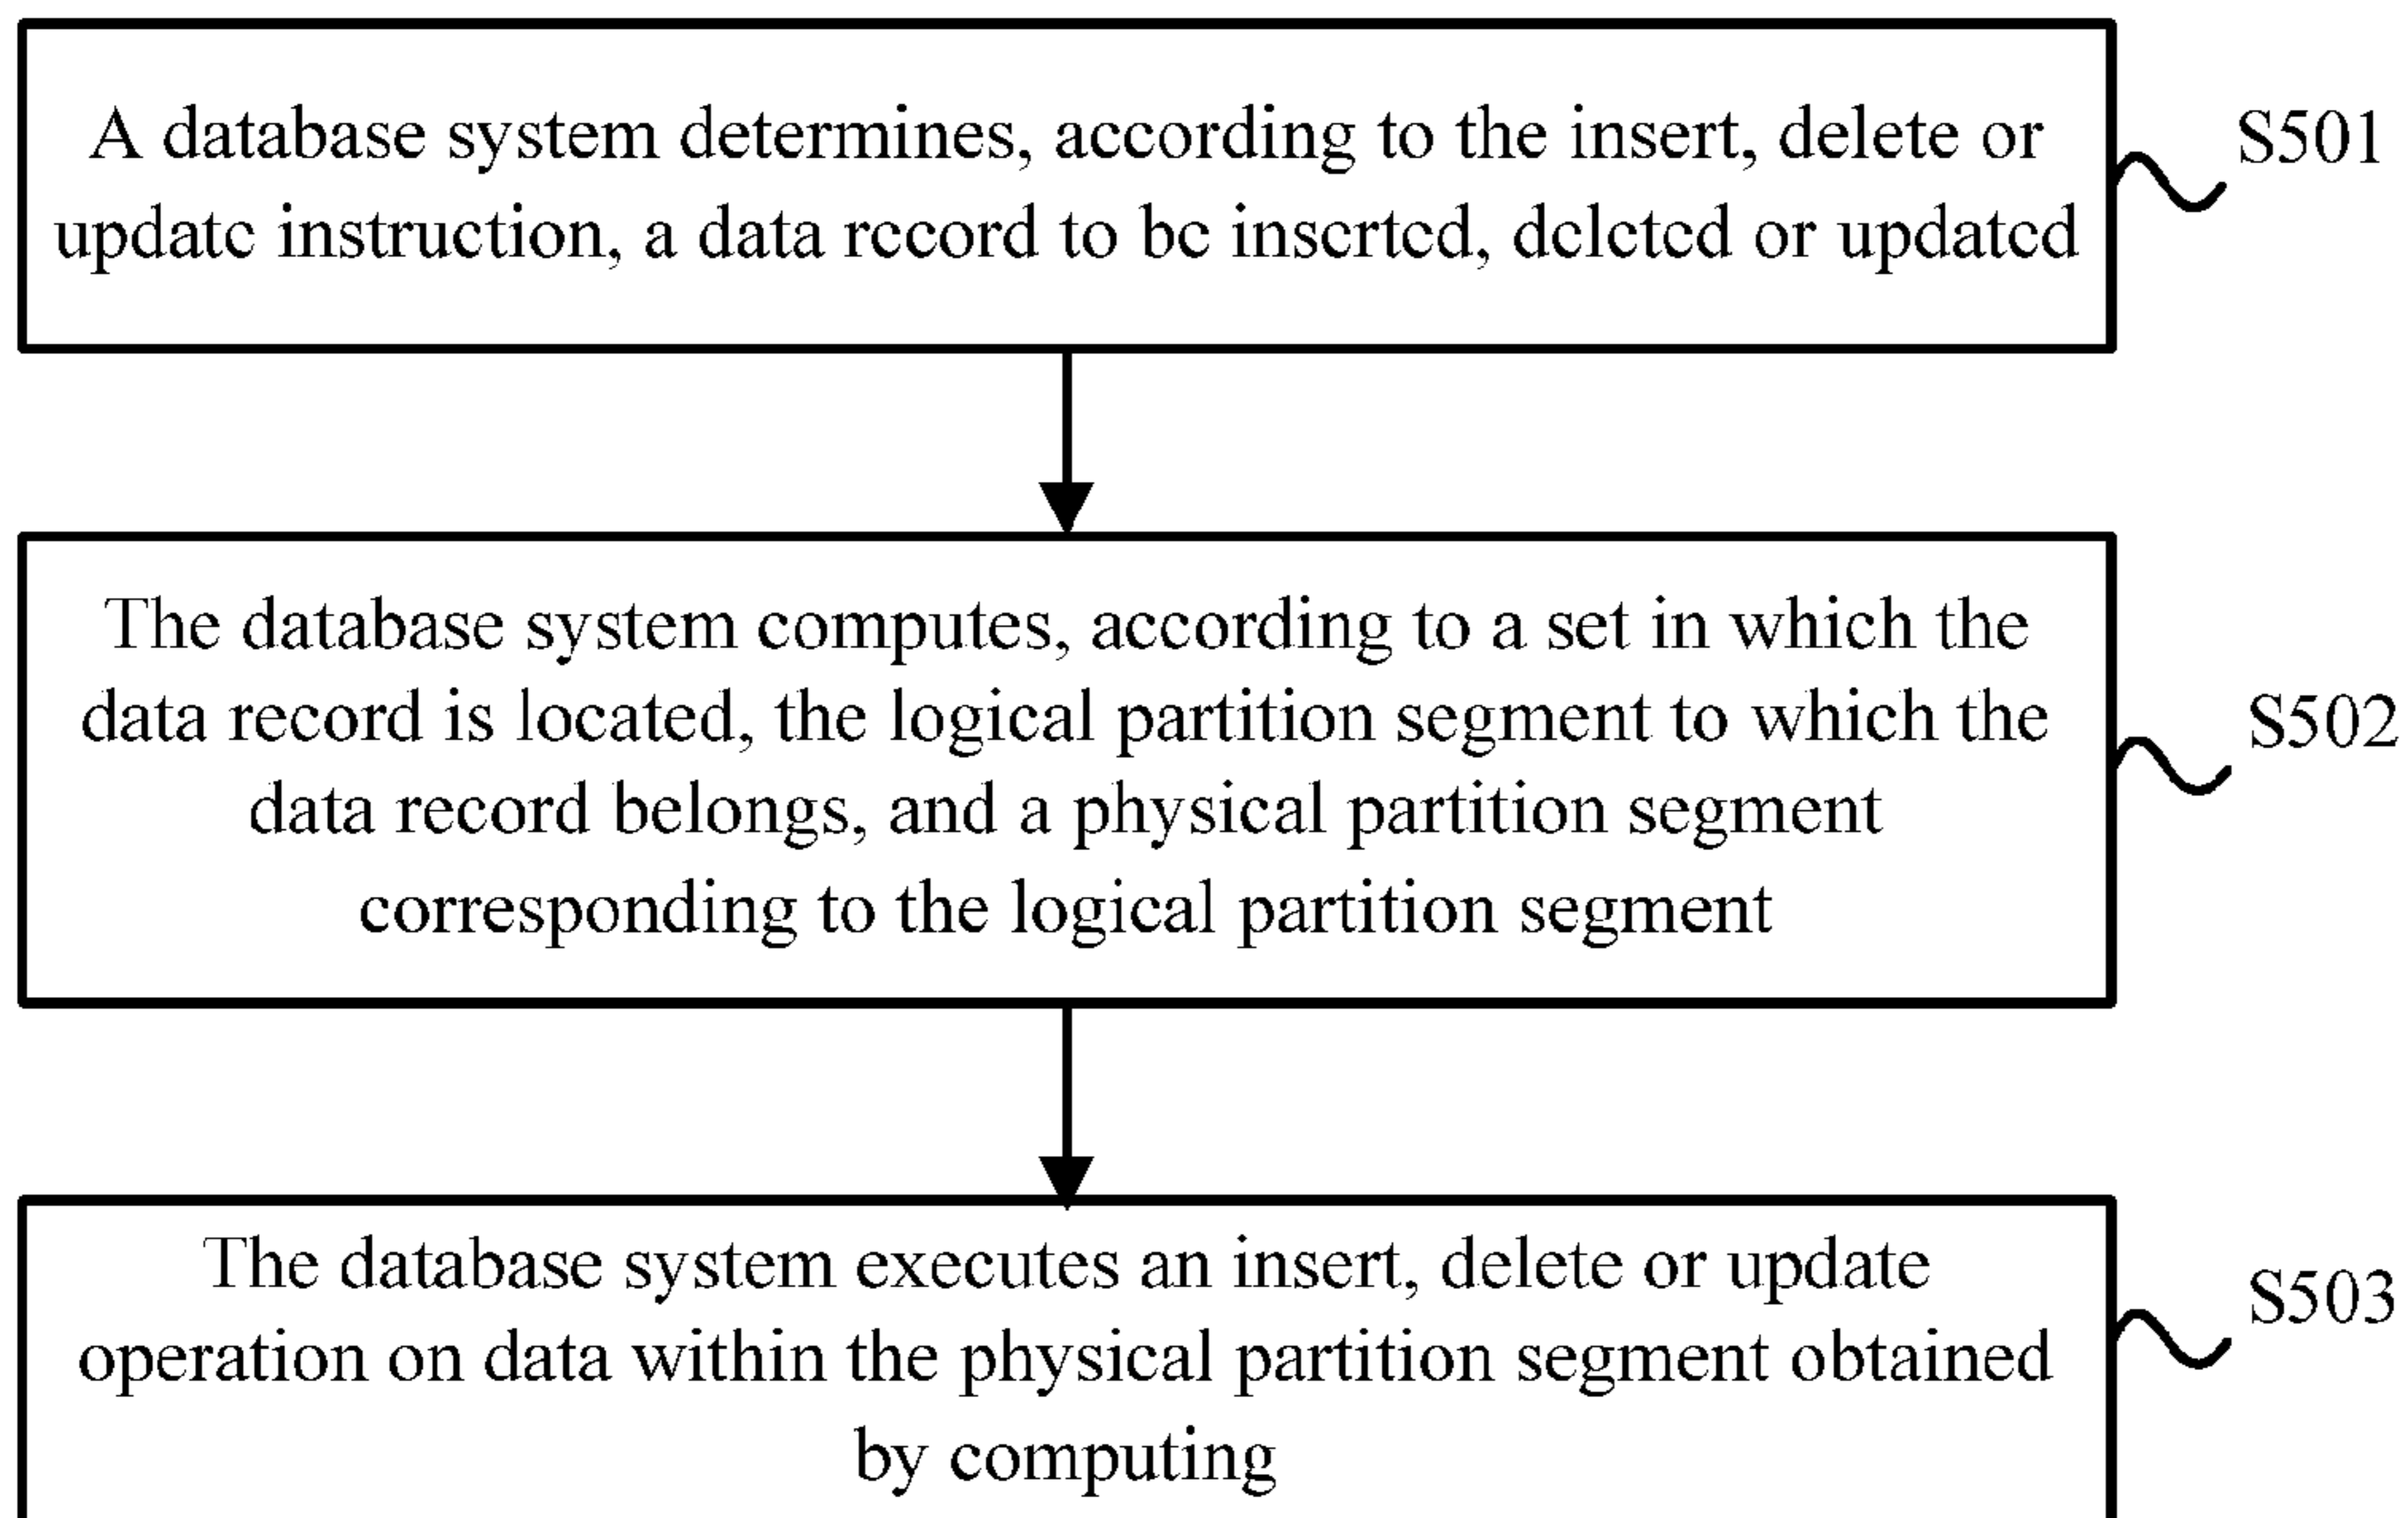 A database system determines, according to the insert, delete or
update instruction, a data record to be inserted, deleted or updated
S501
The database system computes, according to a set in which the
data record is located, the logical partition segment to which the
data record belongs, and a physical partition segment
corresponding to the logical partition segment
S502
The database system executes an insert, delete or update
operation on data within the physical partition segment obtained
by computing
S503